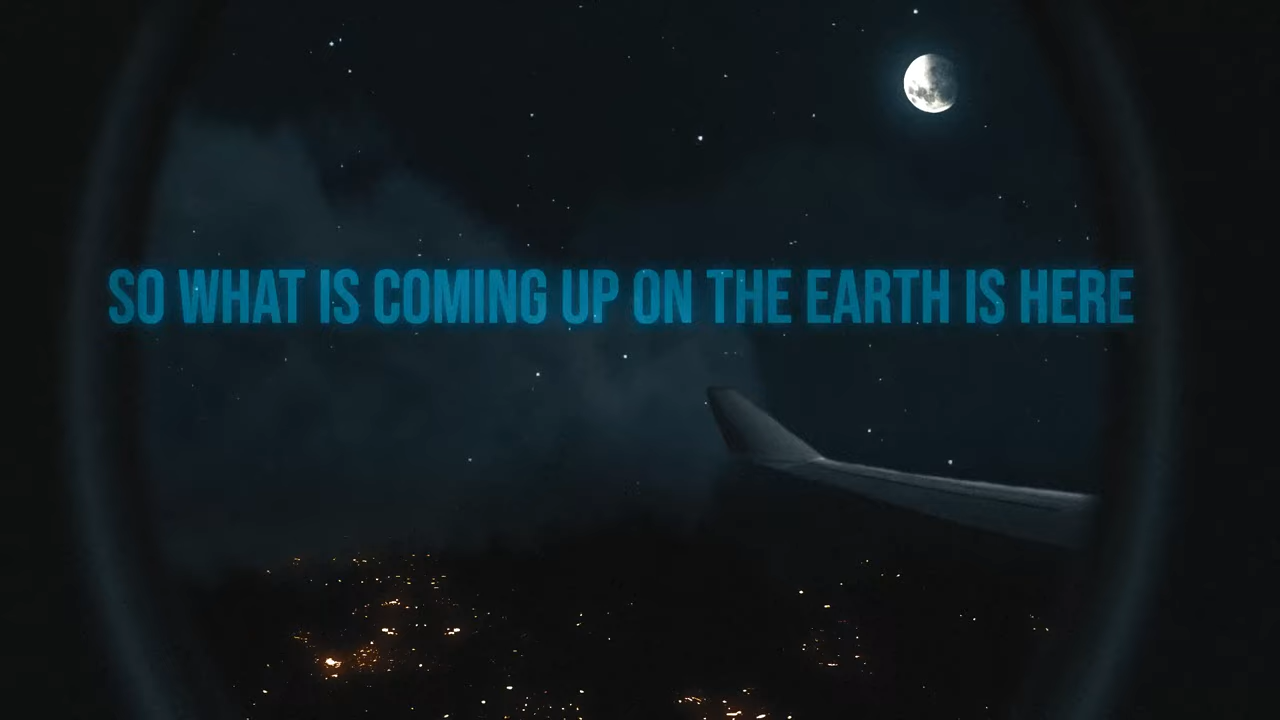 SO WHAT IS COMING UP ON THE EARTH IS HERE